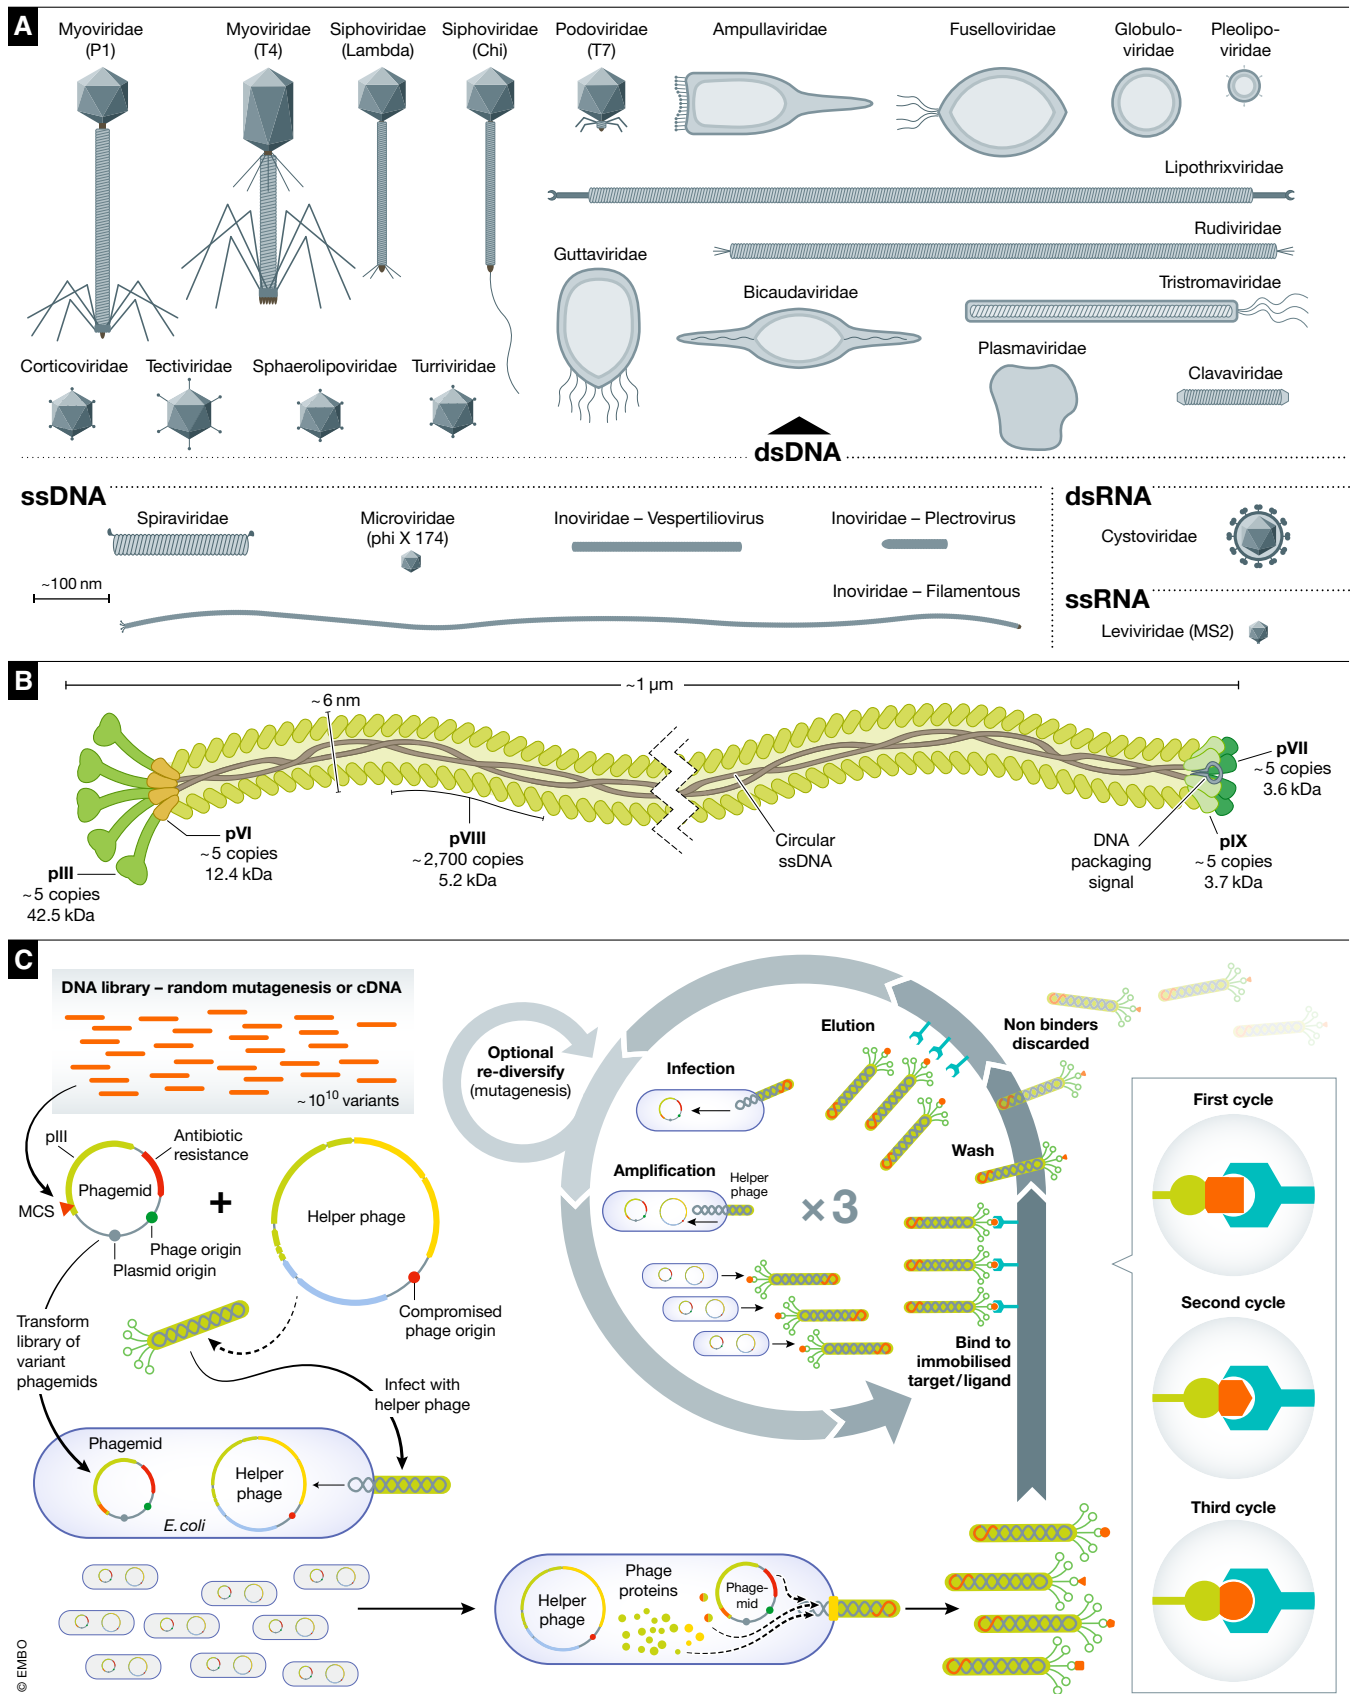 A
Myoviridae
(P1)
Myoviridae
(T4)
Siphoviridae
(Lambda)
Siphoviridae
(Chi)
Podoviridae
(T7)
Ampullaviridae
Fuselloviridae
Globulo-
viridae
Pleolipo-
viridae
Lipothrixviridae
Rudiviridae
Guttaviridae
Bicaudaviridae
Tristromaviridae
Plasmaviridae
Clavaviridae
Corticoviridae
Tectiviridae
Sphaerolipoviridae
Turriviridae
dsDNA
ssDNA
Spiraviridae
Microviridae
(phi X 174)
Inoviridae – Vespertiliovirus
Inoviridae – Plectrovirus
~100 nm
Inoviridae – Filamentous
dsRNA
Cystoviridae
ssRNA
Leviviridae (MS2)
B
~1 µm
~6 nm
pVII
~5 copies
3.6 kDa
pVI
~5 copies
12.4 kDa
pVIII
~2,700 copies
5.2 kDa
Circular
ssDNA
DNA
packaging
signal
pIX
~5 copies
3.7 kDa
pIII
~5 copies
42.5 kDa
C
DNA library – random mutagenesis or cDNA
~10¹⁰ variants
pIII
Antibiotic
resistance
Phagemid
MCS
Phage origin
Plasmid origin
+
Helper phage
Compromised
phage origin
Transform
library of
variant
phagemids
Infect with
helper phage
Phagemid
Helper
phage
E. coli
Optional
re-diversify
(mutagenesis)
Infection
Elution
Non binders
discarded
Wash
Amplification
Helper
phage
×3
Bind to
immobilised
target/ligand
First cycle
Second cycle
Third cycle
Helper
phage
Phage
proteins
Phage-
mid
© EMBO